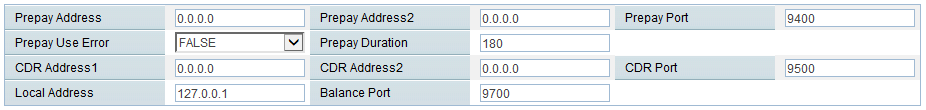 Prepay Address 0.0.0.0 Prepay Address2 0.0.0.0 Prepay Port 9400
Prepay Use Error FALSE Prepay Duration 180
CDR Address1 0.0.0.0 CDR Address2 0.0.0.0 CDR Port 9500
Local Address 127.0.0.1 Balance Port 9700